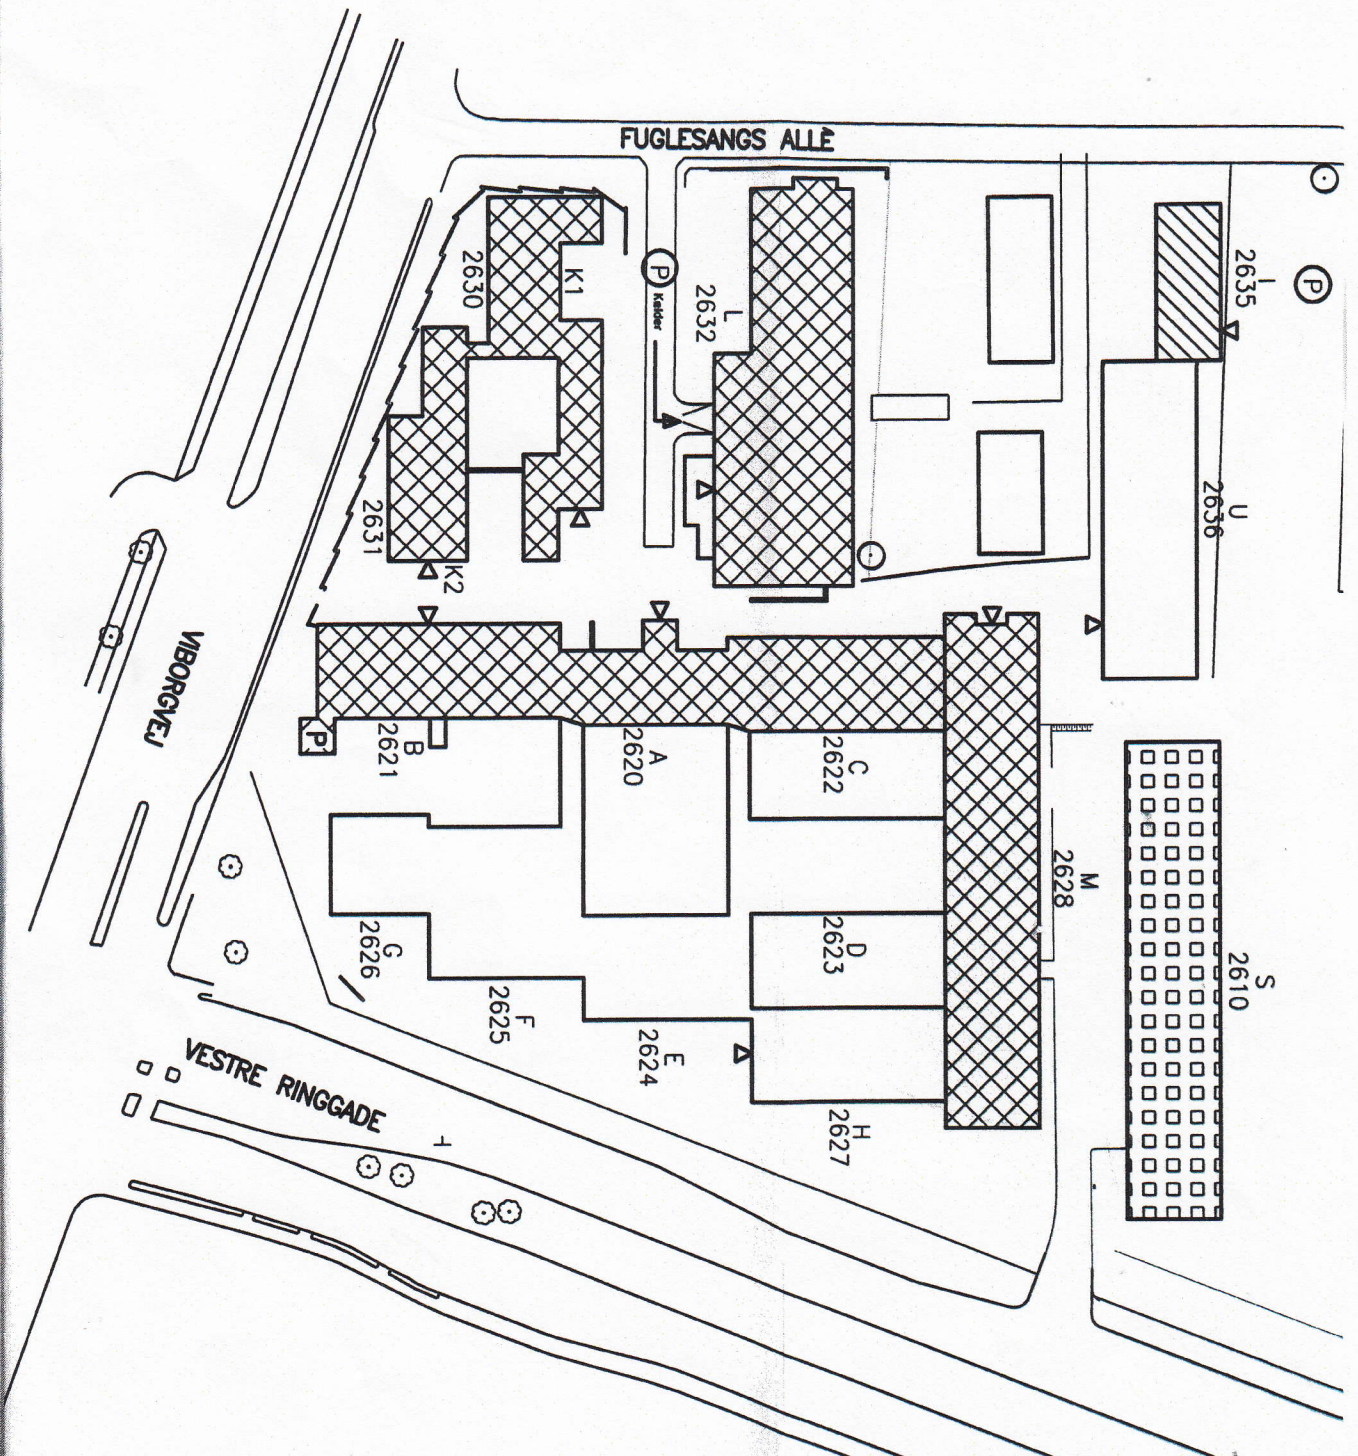 FUGLESANGS ALLÈ
K1
2630
P
Kælder
L
2632
I
2635
P
U
2636
2631
K2
VIBORGVEJ
P
B
2621
A
2620
C
2622
M
2628
G
2626
F
2625
E
2624
D
2623
H
2627
S
2610
VESTRE RINGGADE